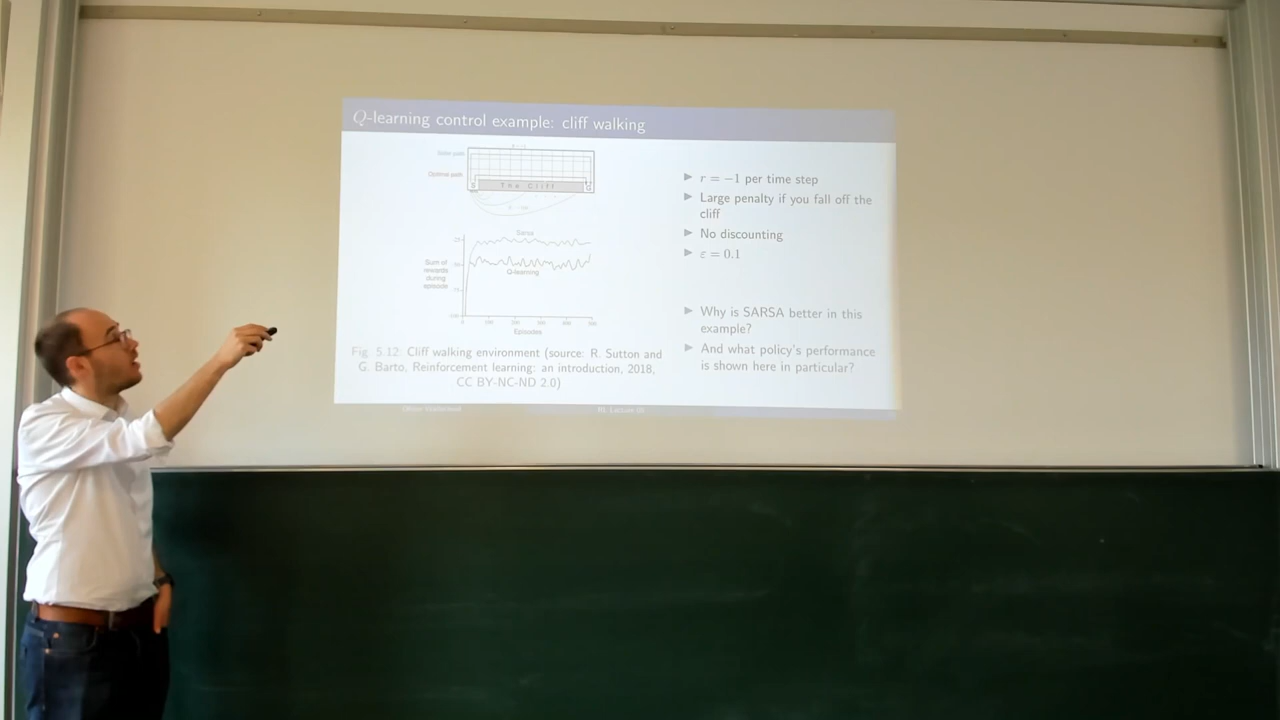 Q-learning control example: cliff walking
Safer path
Optimal path
The Cliff
S
G
Sarsa
Q-learning
Sum of
rewards
during
episode
Episodes
Fig. 5.12: Cliff walking environment (source: R. Sutton and
G. Barto, Reinforcement learning: an introduction, 2018,
CC BY-NC-ND 2.0)
▶ r = −1 per time step
▶ Large penalty if you fall off the
cliff
▶ No discounting
▶ ε = 0.1
▶ Why is SARSA better in this
example?
▶ And what policy's performance
is shown here in particular?